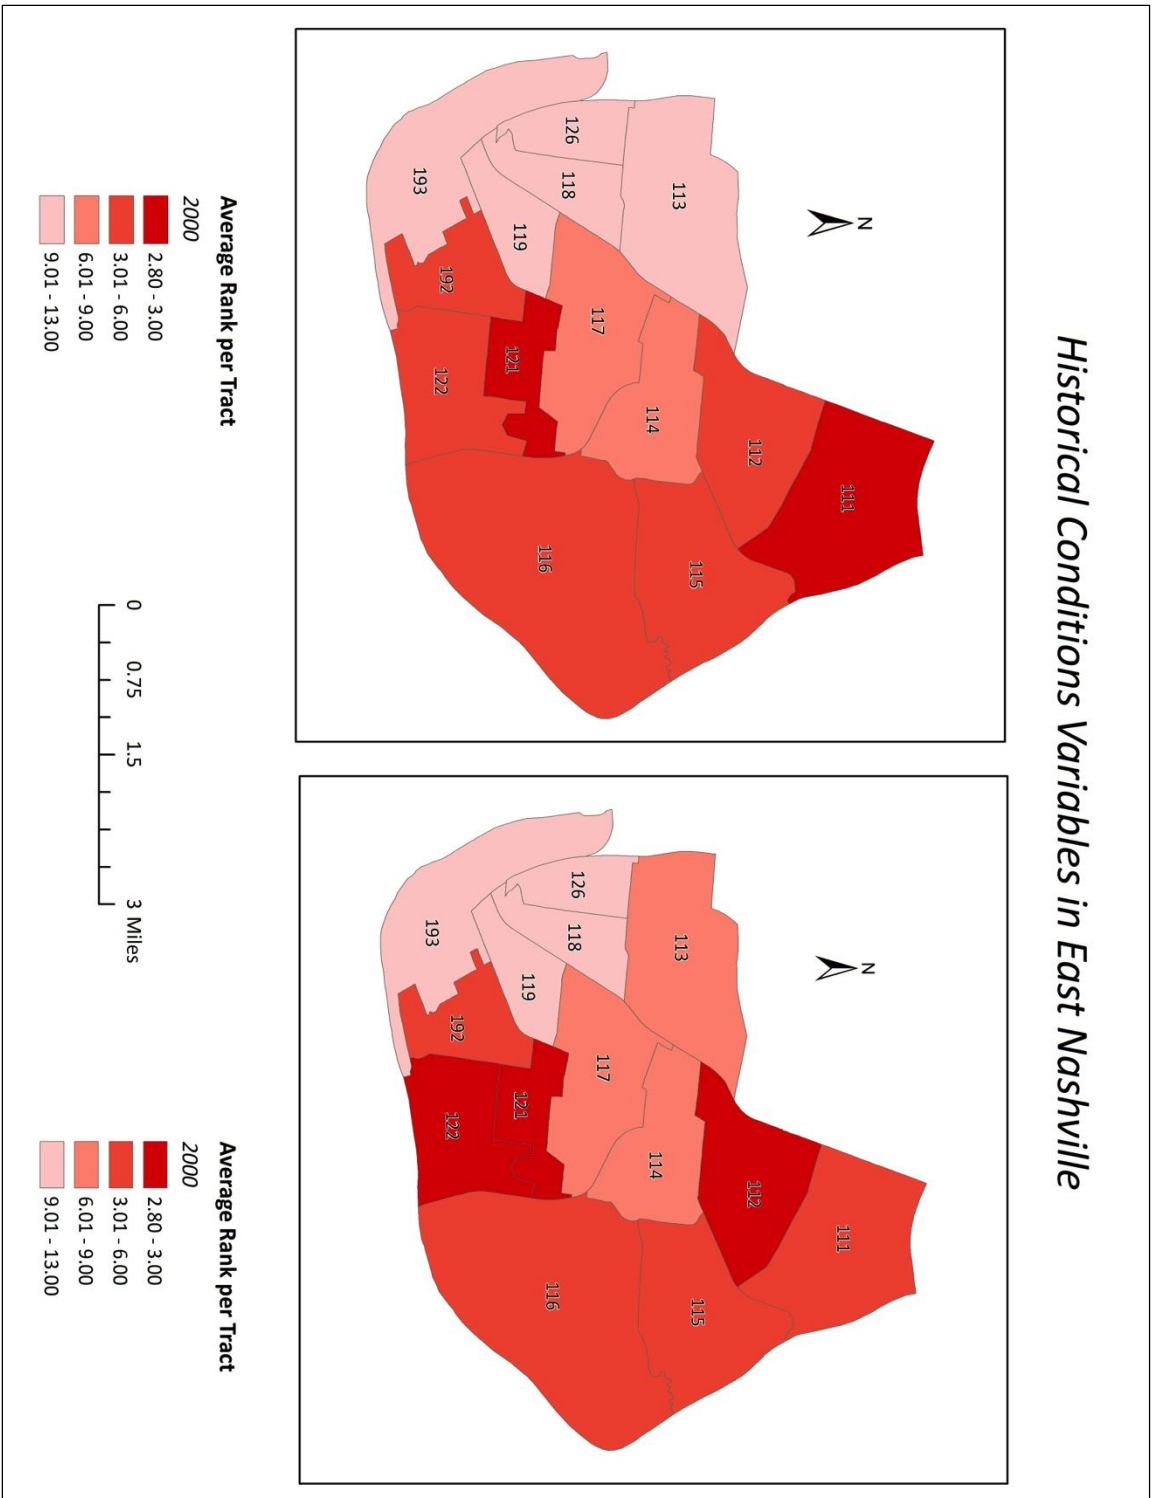 Historical Conditions Variables in East Nashville
N
111
112
115
113
114
117
126
118
116
119
121
192
122
193
N
111
112
115
113
114
117
126
118
116
119
121
192
122
193
Average Rank per Tract
2000
2.80 - 3.00
3.01 - 6.00
6.01 - 9.00
9.01 - 13.00
0 0.75 1.5 3 Miles
Average Rank per Tract
2000
2.80 - 3.00
3.01 - 6.00
6.01 - 9.00
9.01 - 13.00